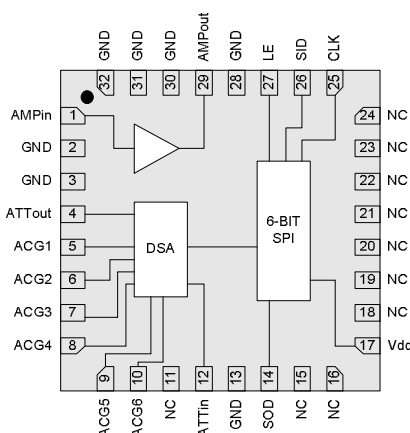 GND
GND
GND
AMPout
GND
LE
SID
CLK
32
31
30
29
28
27
26
25
AMPin 1
GND 2
GND 3
ATTout 4
ACG1 5
ACG2 6
ACG3 7
ACG4 8
DSA
6-BIT
SPI
24 NC
23 NC
22 NC
21 NC
20 NC
19 NC
18 NC
17 Vdd
9
10
11
12
13
14
15
16
ACG5
ACG6
NC
ATTin
GND
SOD
NC
NC